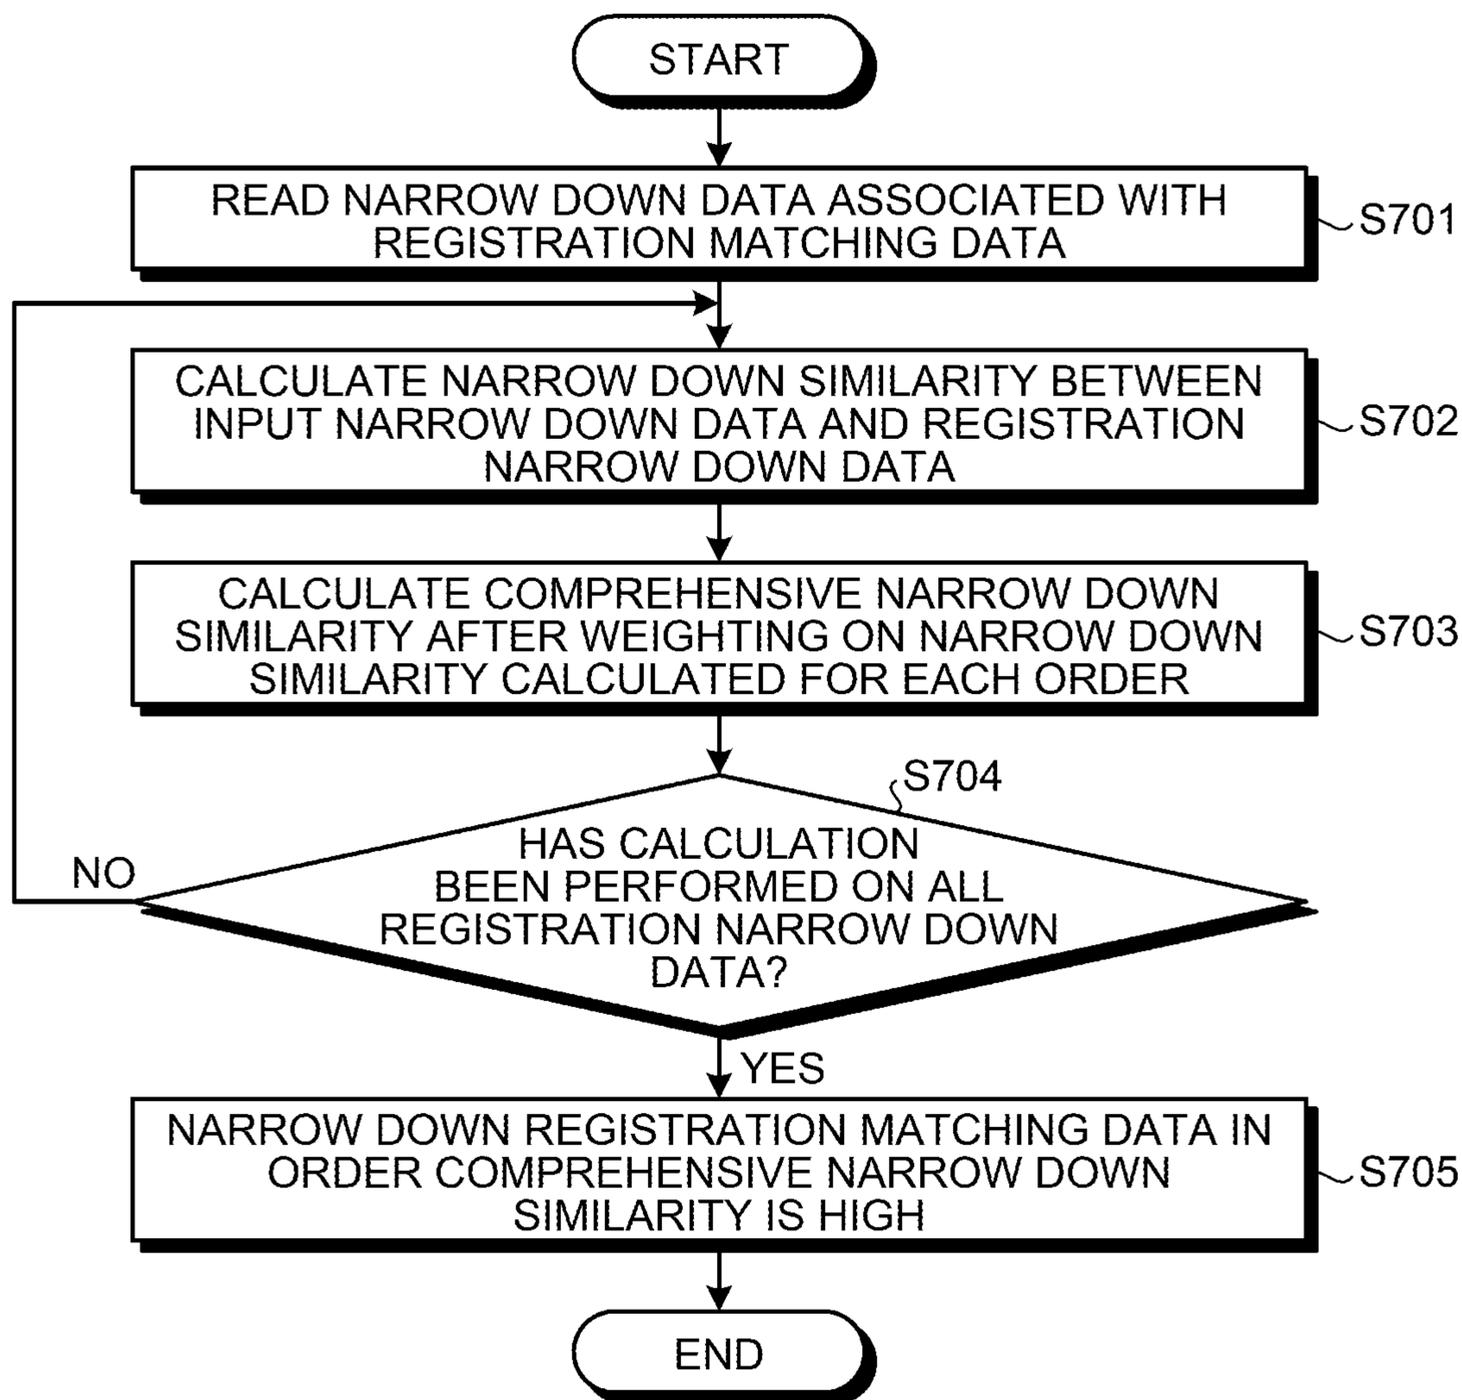 START
READ NARROW DOWN DATA ASSOCIATED WITH
REGISTRATION MATCHING DATA
S701
CALCULATE NARROW DOWN SIMILARITY BETWEEN
INPUT NARROW DOWN DATA AND REGISTRATION
NARROW DOWN DATA
S702
CALCULATE COMPREHENSIVE NARROW DOWN
SIMILARITY AFTER WEIGHTING ON NARROW DOWN
SIMILARITY CALCULATED FOR EACH ORDER
S703
S704
HAS CALCULATION
BEEN PERFORMED ON ALL
REGISTRATION NARROW DOWN
DATA?
NO
YES
NARROW DOWN REGISTRATION MATCHING DATA IN
ORDER COMPREHENSIVE NARROW DOWN
SIMILARITY IS HIGH
S705
END